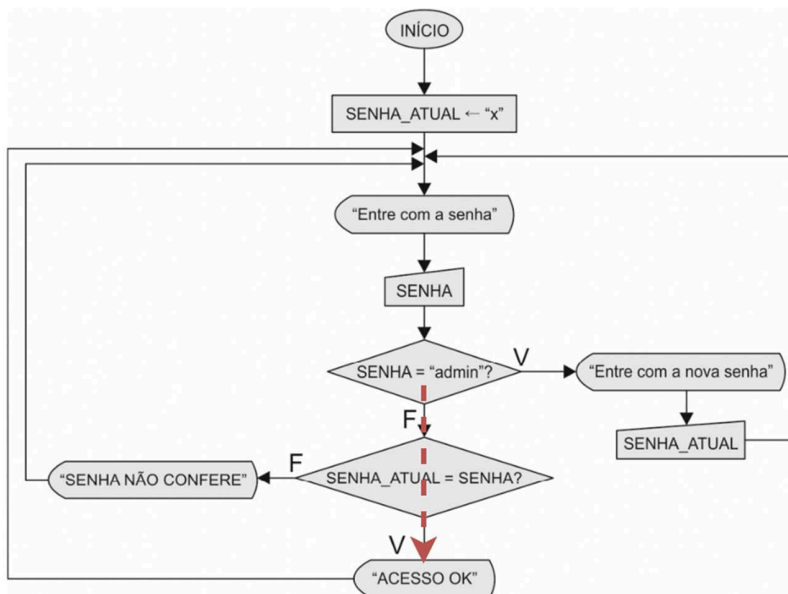 INÍCIO
SENHA_ATUAL ← “x”
“Entre com a senha”
SENHA
SENHA = “admin”?
V
“Entre com a nova senha”
F
SENHA_ATUAL
SENHA_ATUAL = SENHA?
F
“SENHA NÃO CONFERE”
V
“ACESSO OK”